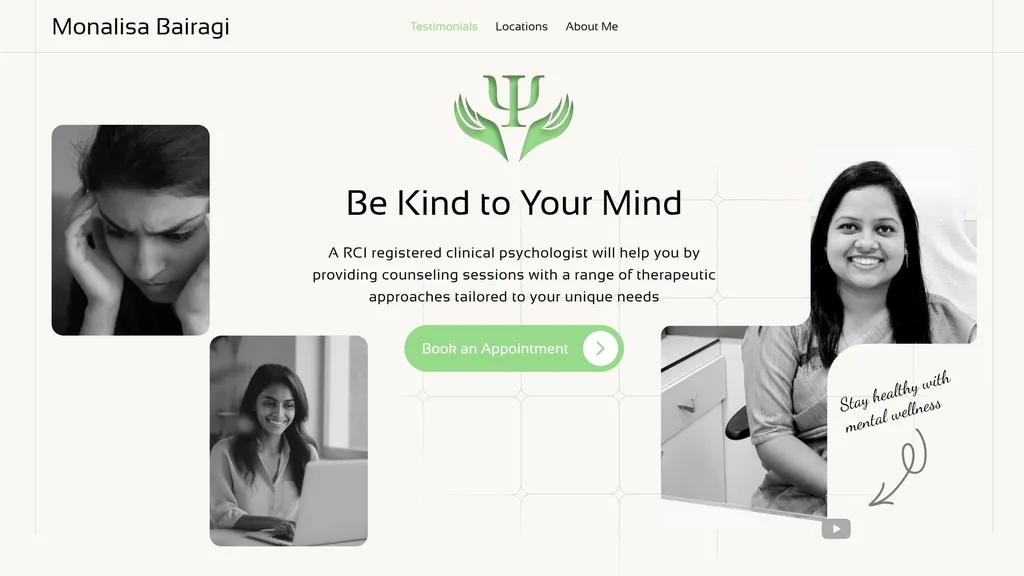 Monalisa Bairagi
Testimonials
Locations
About Me
Ψ
Be Kind to Your Mind
A RCI registered clinical psychologist will help you by
providing counseling sessions with a range of therapeutic
approaches tailored to your unique needs
Book an Appointment
Stay healthy with
mental wellness